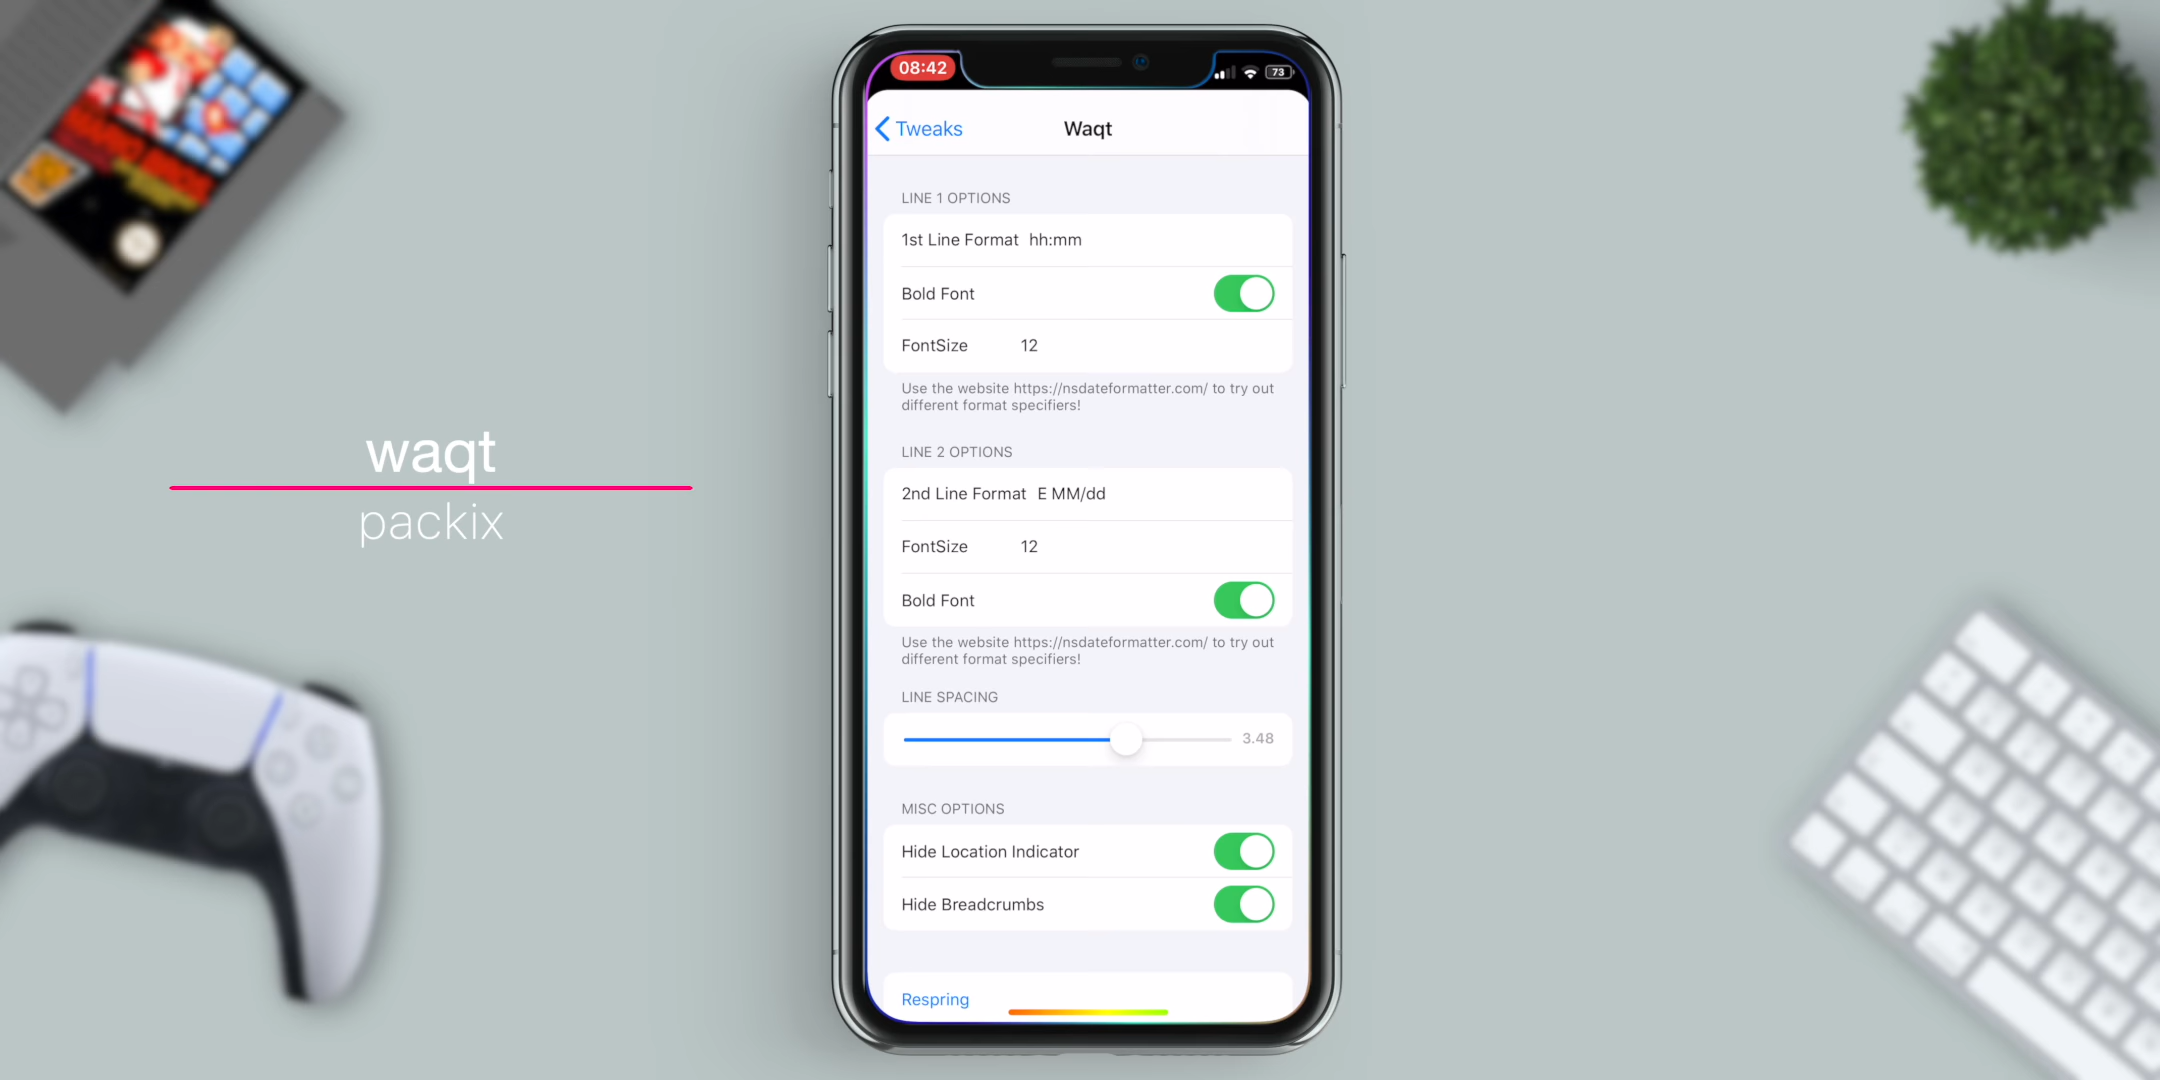 08:42
73
Tweaks
Waqt
LINE 1 OPTIONS
1st Line Format hh:mm
Bold Font
FontSize 12
Use the website https://nsdateformatter.com/ to try out
different format specifiers!
LINE 2 OPTIONS
2nd Line Format E MM/dd
FontSize 12
Bold Font
Use the website https://nsdateformatter.com/ to try out
different format specifiers!
LINE SPACING
3.48
MISC OPTIONS
Hide Location Indicator
Hide Breadcrumbs
Respring
waqt
packix